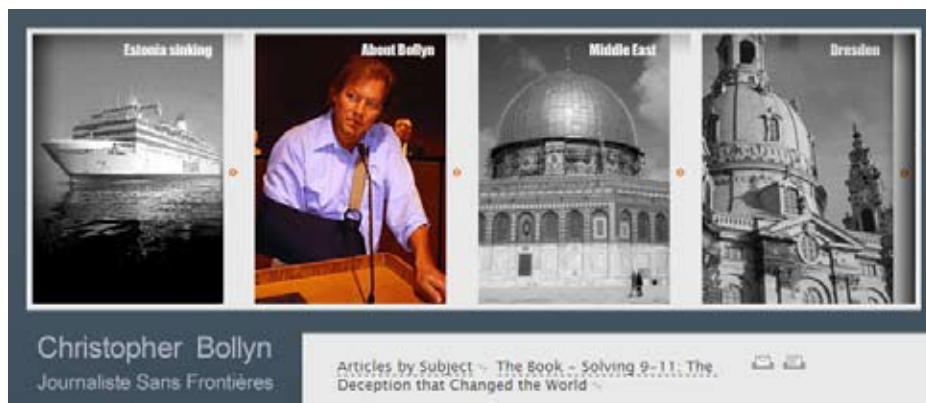 Estonia sinking
About Bollyn
Middle East
Dresden
Christopher Bollyn
Journaliste Sans Frontières
Articles by Subject The Book - Solving 9-11: The
Deception that Changed the World